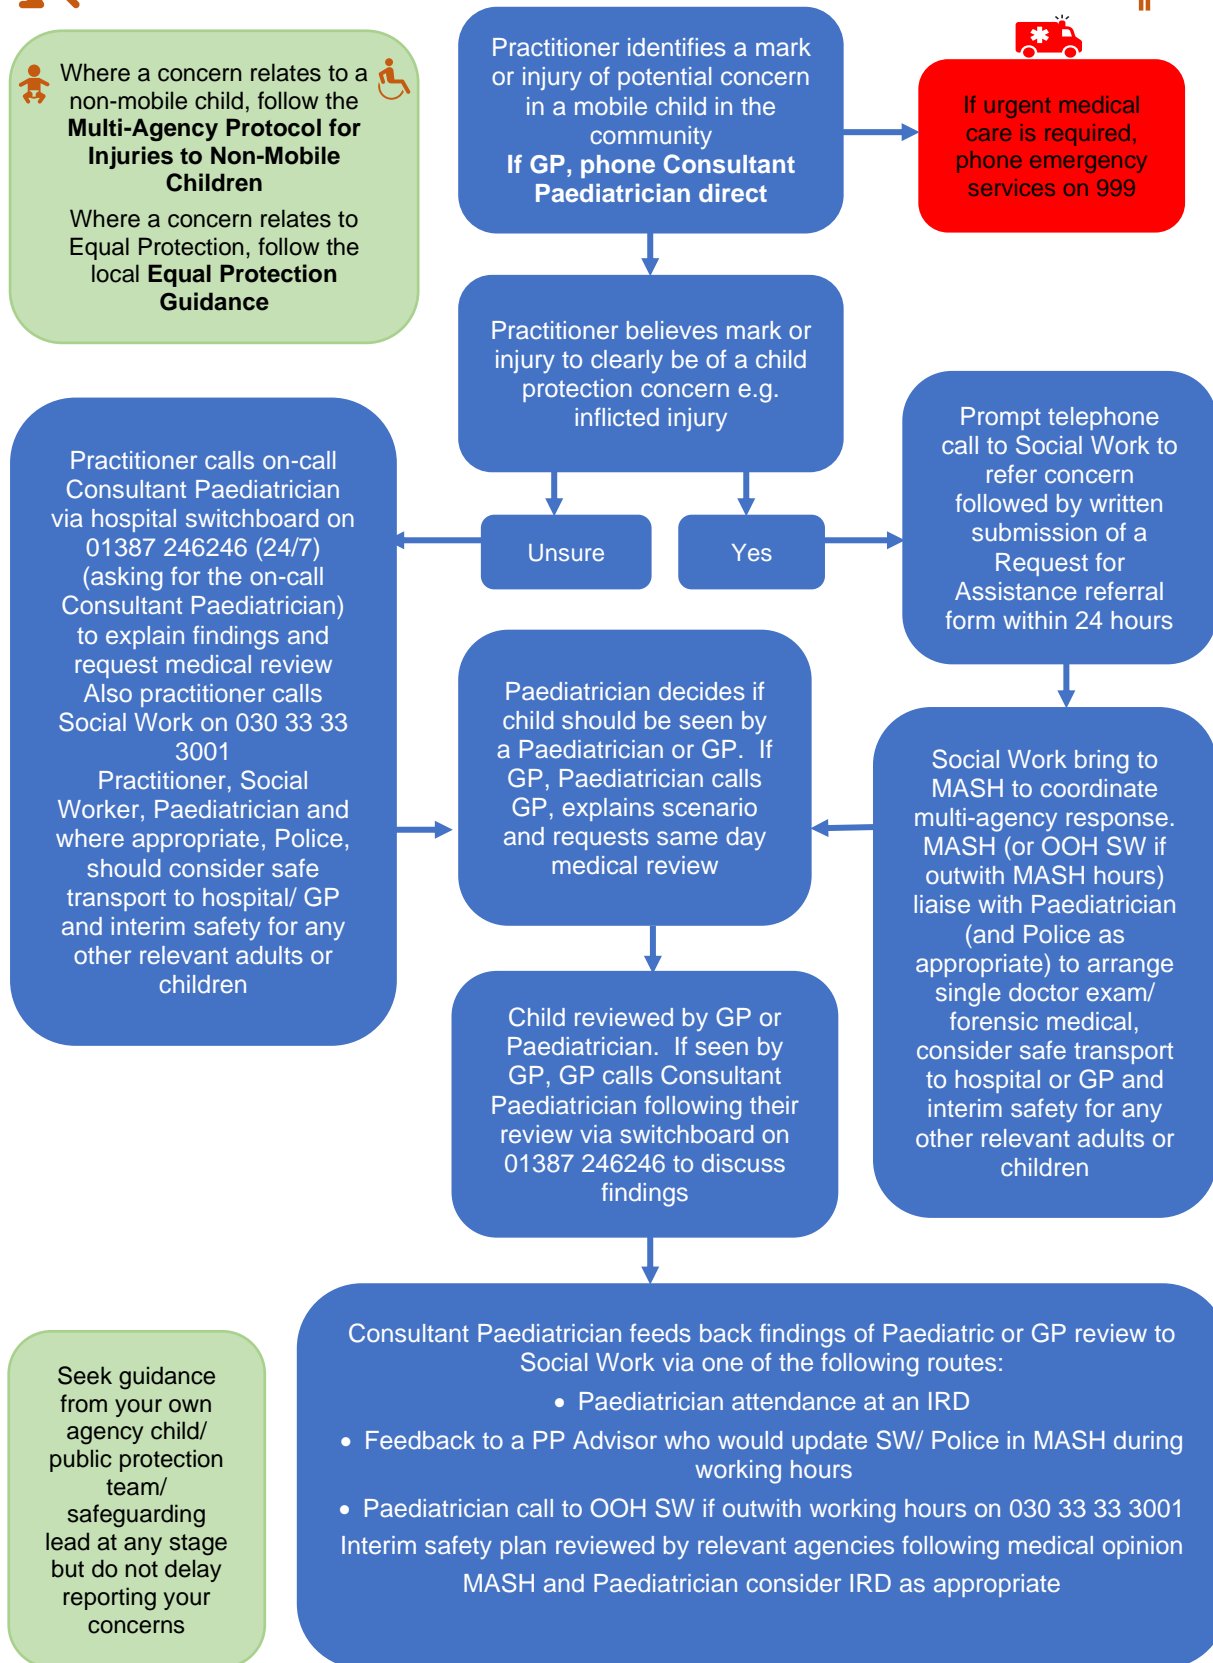 Where a concern relates to a
non-mobile child, follow the
Multi-Agency Protocol for
Injuries to Non-Mobile
Children
Where a concern relates to
Equal Protection, follow the
local Equal Protection
Guidance
Practitioner identifies a mark
or injury of potential concern
in a mobile child in the
community
If GP, phone Consultant
Paediatrician direct
If urgent medical
care is required,
phone emergency
services on 999
Practitioner believes mark or
injury to clearly be of a child
protection concern e.g.
inflicted injury
Unsure
Yes
Practitioner calls on-call
Consultant Paediatrician
via hospital switchboard on
01387 246246 (24/7)
(asking for the on-call
Consultant Paediatrician)
to explain findings and
request medical review
Also practitioner calls
Social Work on 030 33 33
3001
Practitioner, Social
Worker, Paediatrician and
where appropriate, Police,
should consider safe
transport to hospital/ GP
and interim safety for any
other relevant adults or
children
Prompt telephone
call to Social Work to
refer concern
followed by written
submission of a
Request for
Assistance referral
form within 24 hours
Paediatrician decides if
child should be seen by
a Paediatrician or GP.  If
GP, Paediatrician calls
GP, explains scenario
and requests same day
medical review
Social Work bring to
MASH to coordinate
multi-agency response.
MASH (or OOH SW if
outwith MASH hours)
liaise with Paediatrician
(and Police as
appropriate) to arrange
single doctor exam/
forensic medical,
consider safe transport
to hospital or GP and
interim safety for any
other relevant adults or
children
Child reviewed by GP or
Paediatrician.  If seen by
GP, GP calls Consultant
Paediatrician following their
review via switchboard on
01387 246246 to discuss
findings
Seek guidance
from your own
agency child/
public protection
team/
safeguarding
lead at any stage
but do not delay
reporting your
concerns
Consultant Paediatrician feeds back findings of Paediatric or GP review to
Social Work via one of the following routes:
• Paediatrician attendance at an IRD
• Feedback to a PP Advisor who would update SW/ Police in MASH during
working hours
• Paediatrician call to OOH SW if outwith working hours on 030 33 33 3001
Interim safety plan reviewed by relevant agencies following medical opinion
MASH and Paediatrician consider IRD as appropriate